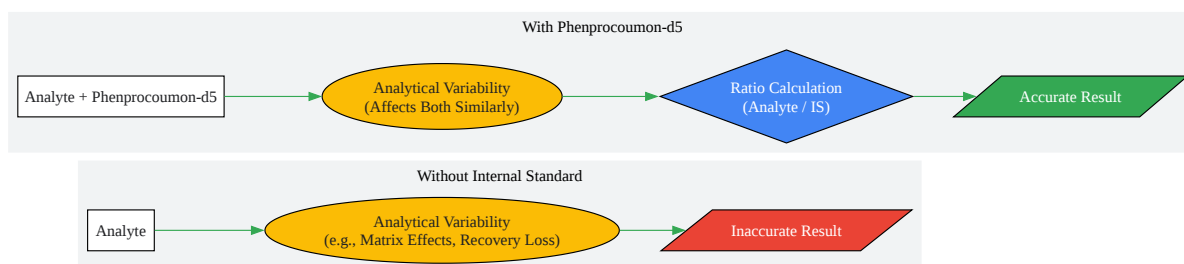 With Phenprocoumon-d5
Analyte + Phenprocoumon-d5
Analytical Variability
(Affects Both Similarly)
Ratio Calculation
(Analyte / IS)
Accurate Result
Without Internal Standard
Analyte
Analytical Variability
(e.g., Matrix Effects, Recovery Loss)
Inaccurate Result